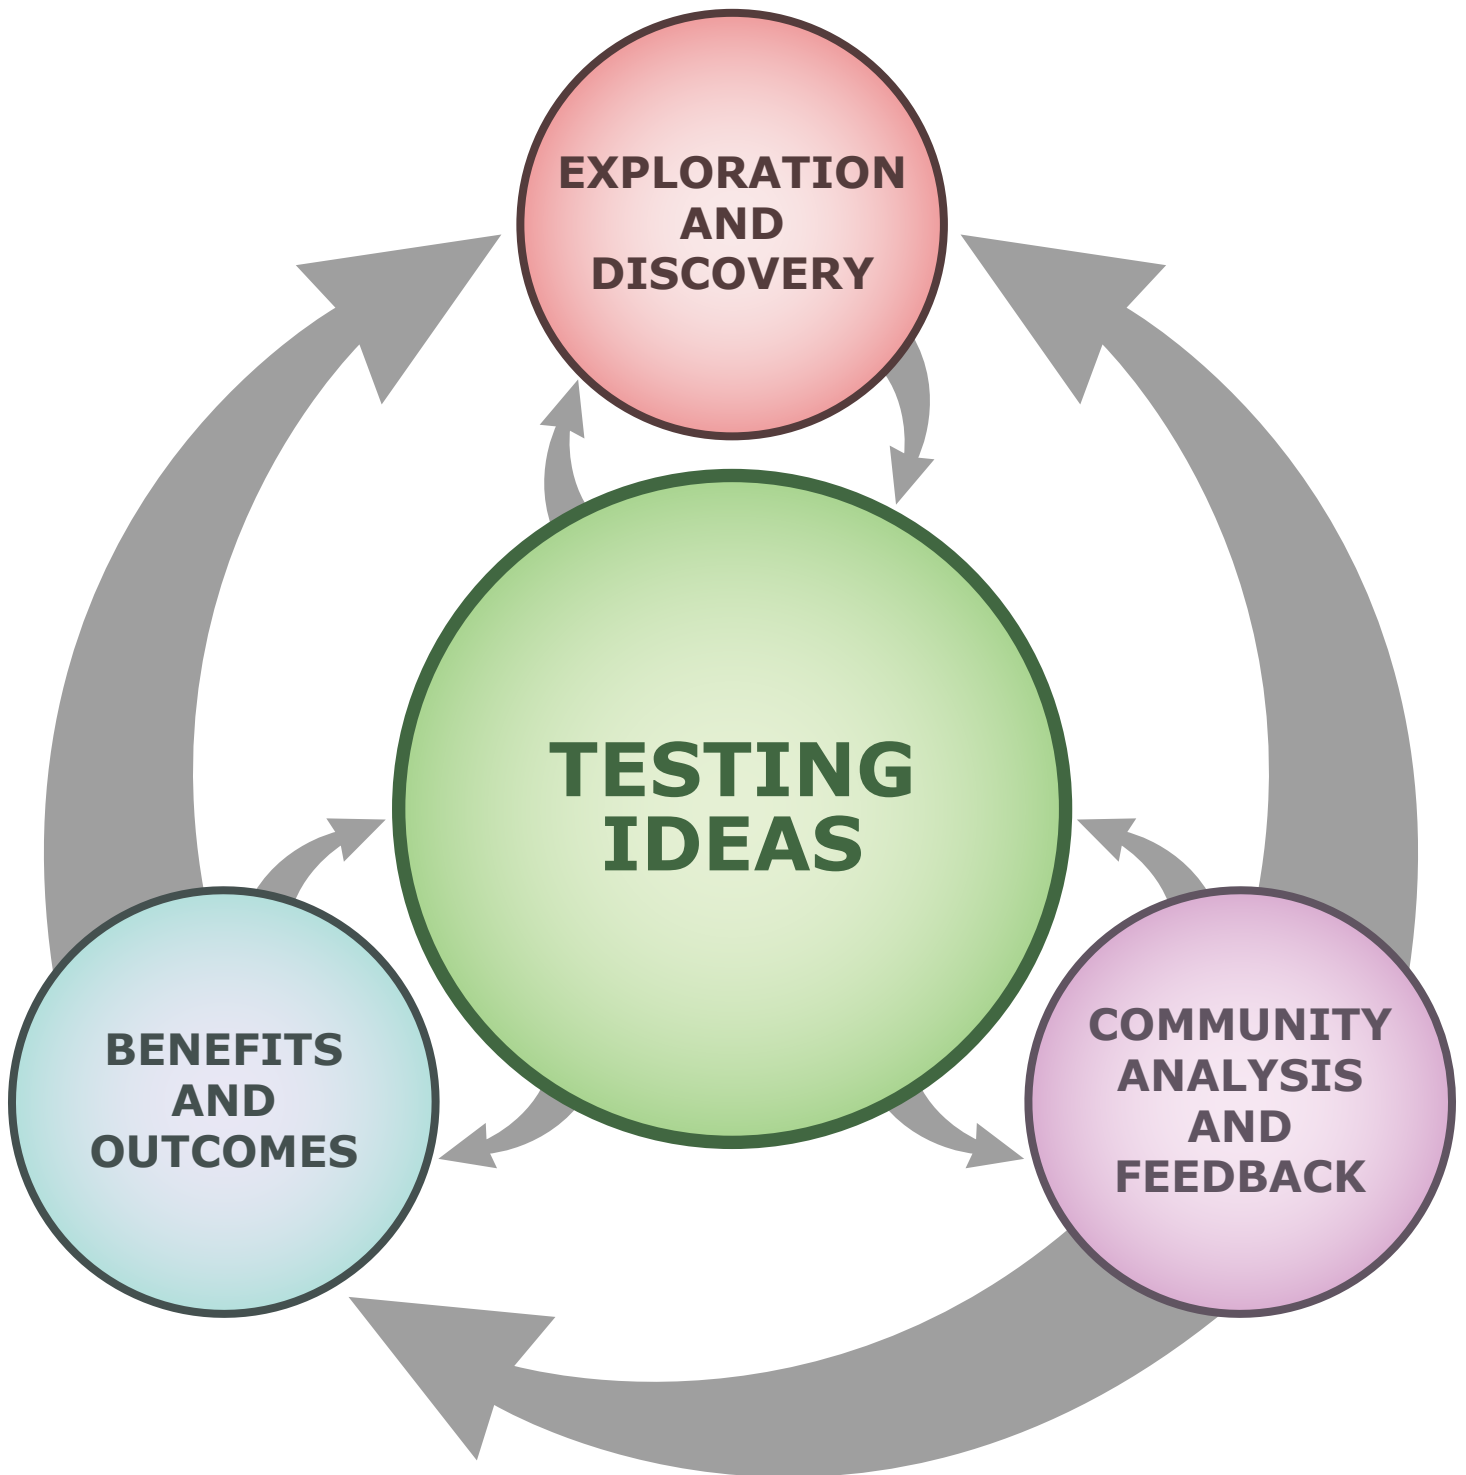 EXPLORATION
AND
DISCOVERY
TESTING
IDEAS
BENEFITS
AND
OUTCOMES
COMMUNITY
ANALYSIS
AND
FEEDBACK